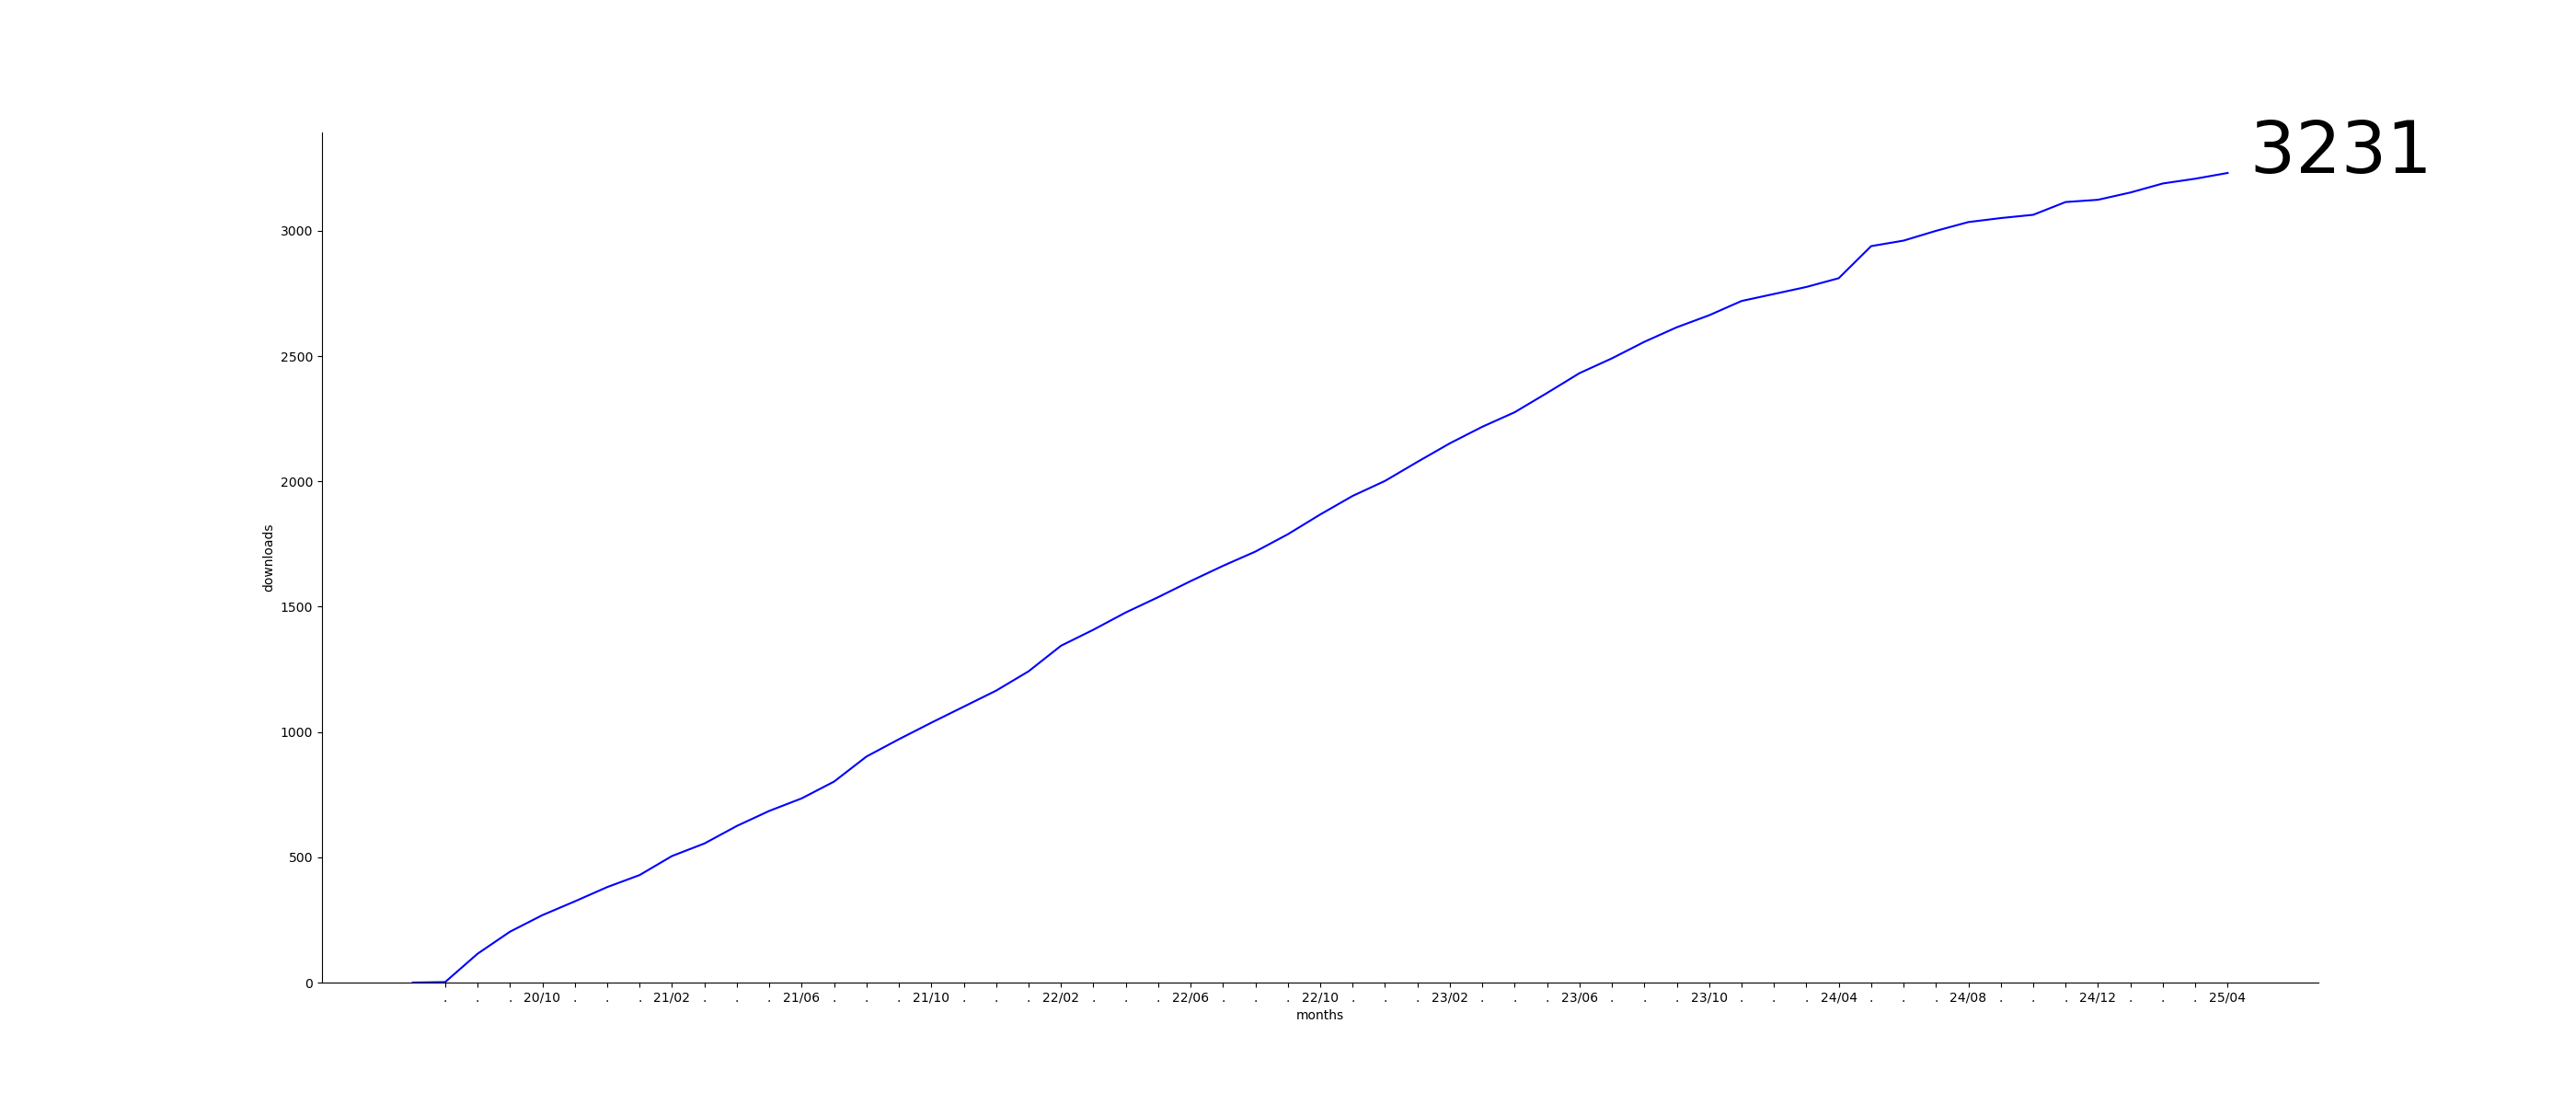 3231
3000
2500
2000
1500
1000
500
0
downloads
. . . 20/10 . . . 21/02 . . . 21/06 . . . 21/10 . . . 22/02 . . . 22/06 . . . 22/10 . . . 23/02 . . . 23/06 . . . 23/10 . . . 24/04 . . . 24/08 . . . 24/12 . . . 25/04
months